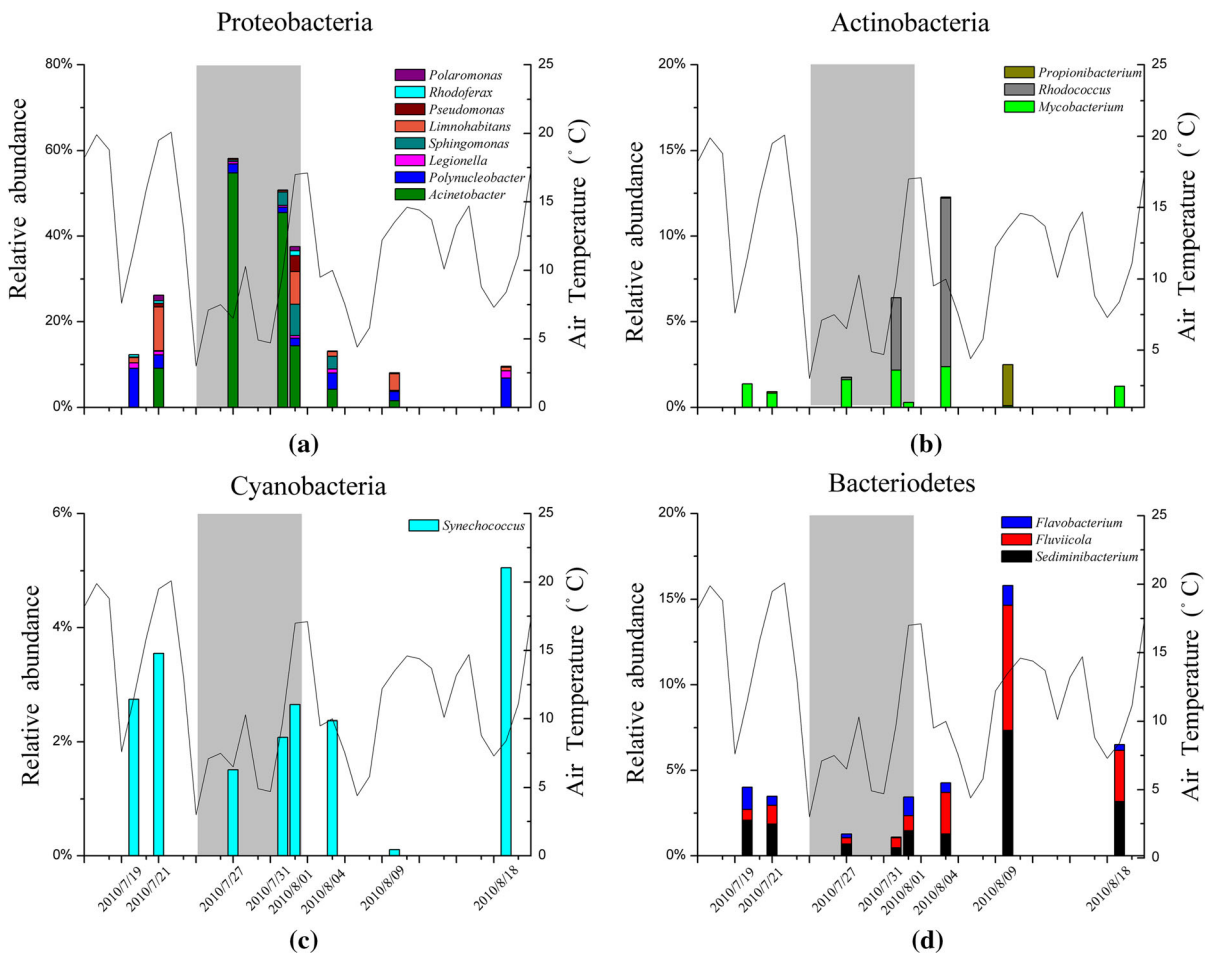 Proteobacteria
80%
60%
40%
20%
0%
Relative abundance
Polaromonas
Rhodoferax
Pseudomonas
Limnohabitans
Sphingomonas
Legionella
Polynucleobacter
Acinetobacter
25
20
15
10
5
0
Air Temperature (°C)
(a)
Actinobacteria
20%
15%
10%
5%
0%
Relative abundance
Propionibacterium
Rhodococcus
Mycobacterium
25
20
15
10
5
Air Temperature (°C)
(b)
Cyanobacteria
6%
4%
2%
0%
Relative abundance
Synechococcus
25
20
15
10
5
0
Air Temperature (°C)
2010/7/19
2010/7/21
2010/7/27
2010/7/31
2010/8/01
2010/8/04
2010/8/09
2010/8/18
(c)
Bacteriodetes
20%
15%
10%
5%
0%
Relative abundance
Flavobacterium
Fluviicola
Sediminibacterium
25
20
15
10
5
0
Air Temperature (°C)
2010/7/19
2010/7/21
2010/7/27
2010/7/31
2010/8/01
2010/8/04
2010/8/09
2010/8/18
(d)